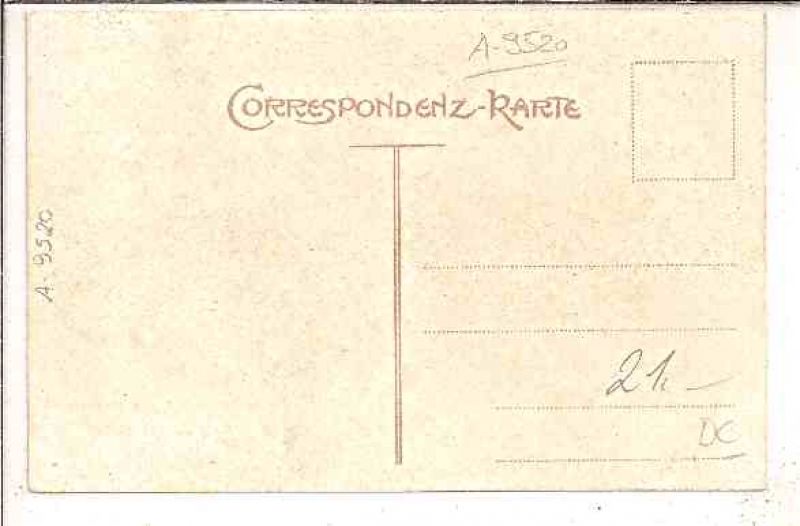 A-9520
CORRESPONDENZ-KARTE
A-9520
21,-
DC